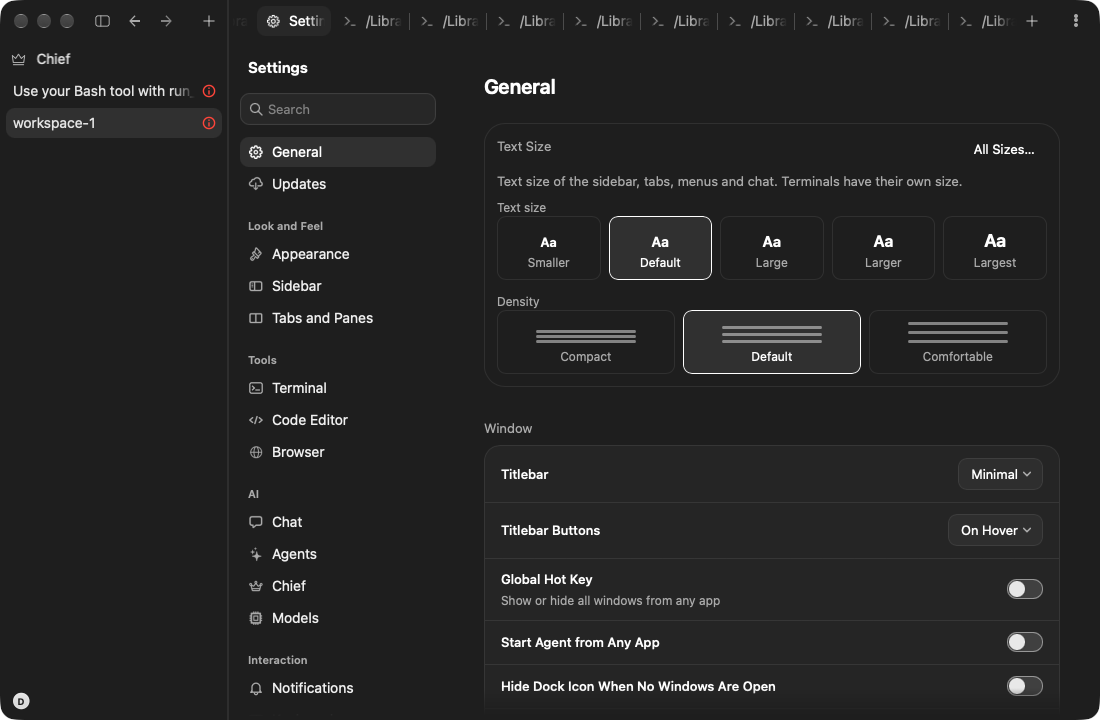 Settin
/Libra
/Libra
/Libra
/Libra
/Libra
/Libra
/Libra
/Libra
/Libr
Chief
Use your Bash tool with run_
workspace-1
D
Settings
Search
General
Updates
Look and Feel
Appearance
Sidebar
Tabs and Panes
Tools
Terminal
Code Editor
Browser
AI
Chat
Agents
Chief
Models
Interaction
Notifications
General
Text Size
All Sizes...
Text size of the sidebar, tabs, menus and chat. Terminals have their own size.
Text size
Aa Aa Aa Aa Aa
Smaller Default Large Larger Largest
Density
Compact Default Comfortable
Window
Titlebar Minimal
Titlebar Buttons On Hover
Global Hot Key
Show or hide all windows from any app
Start Agent from Any App
Hide Dock Icon When No Windows Are Open